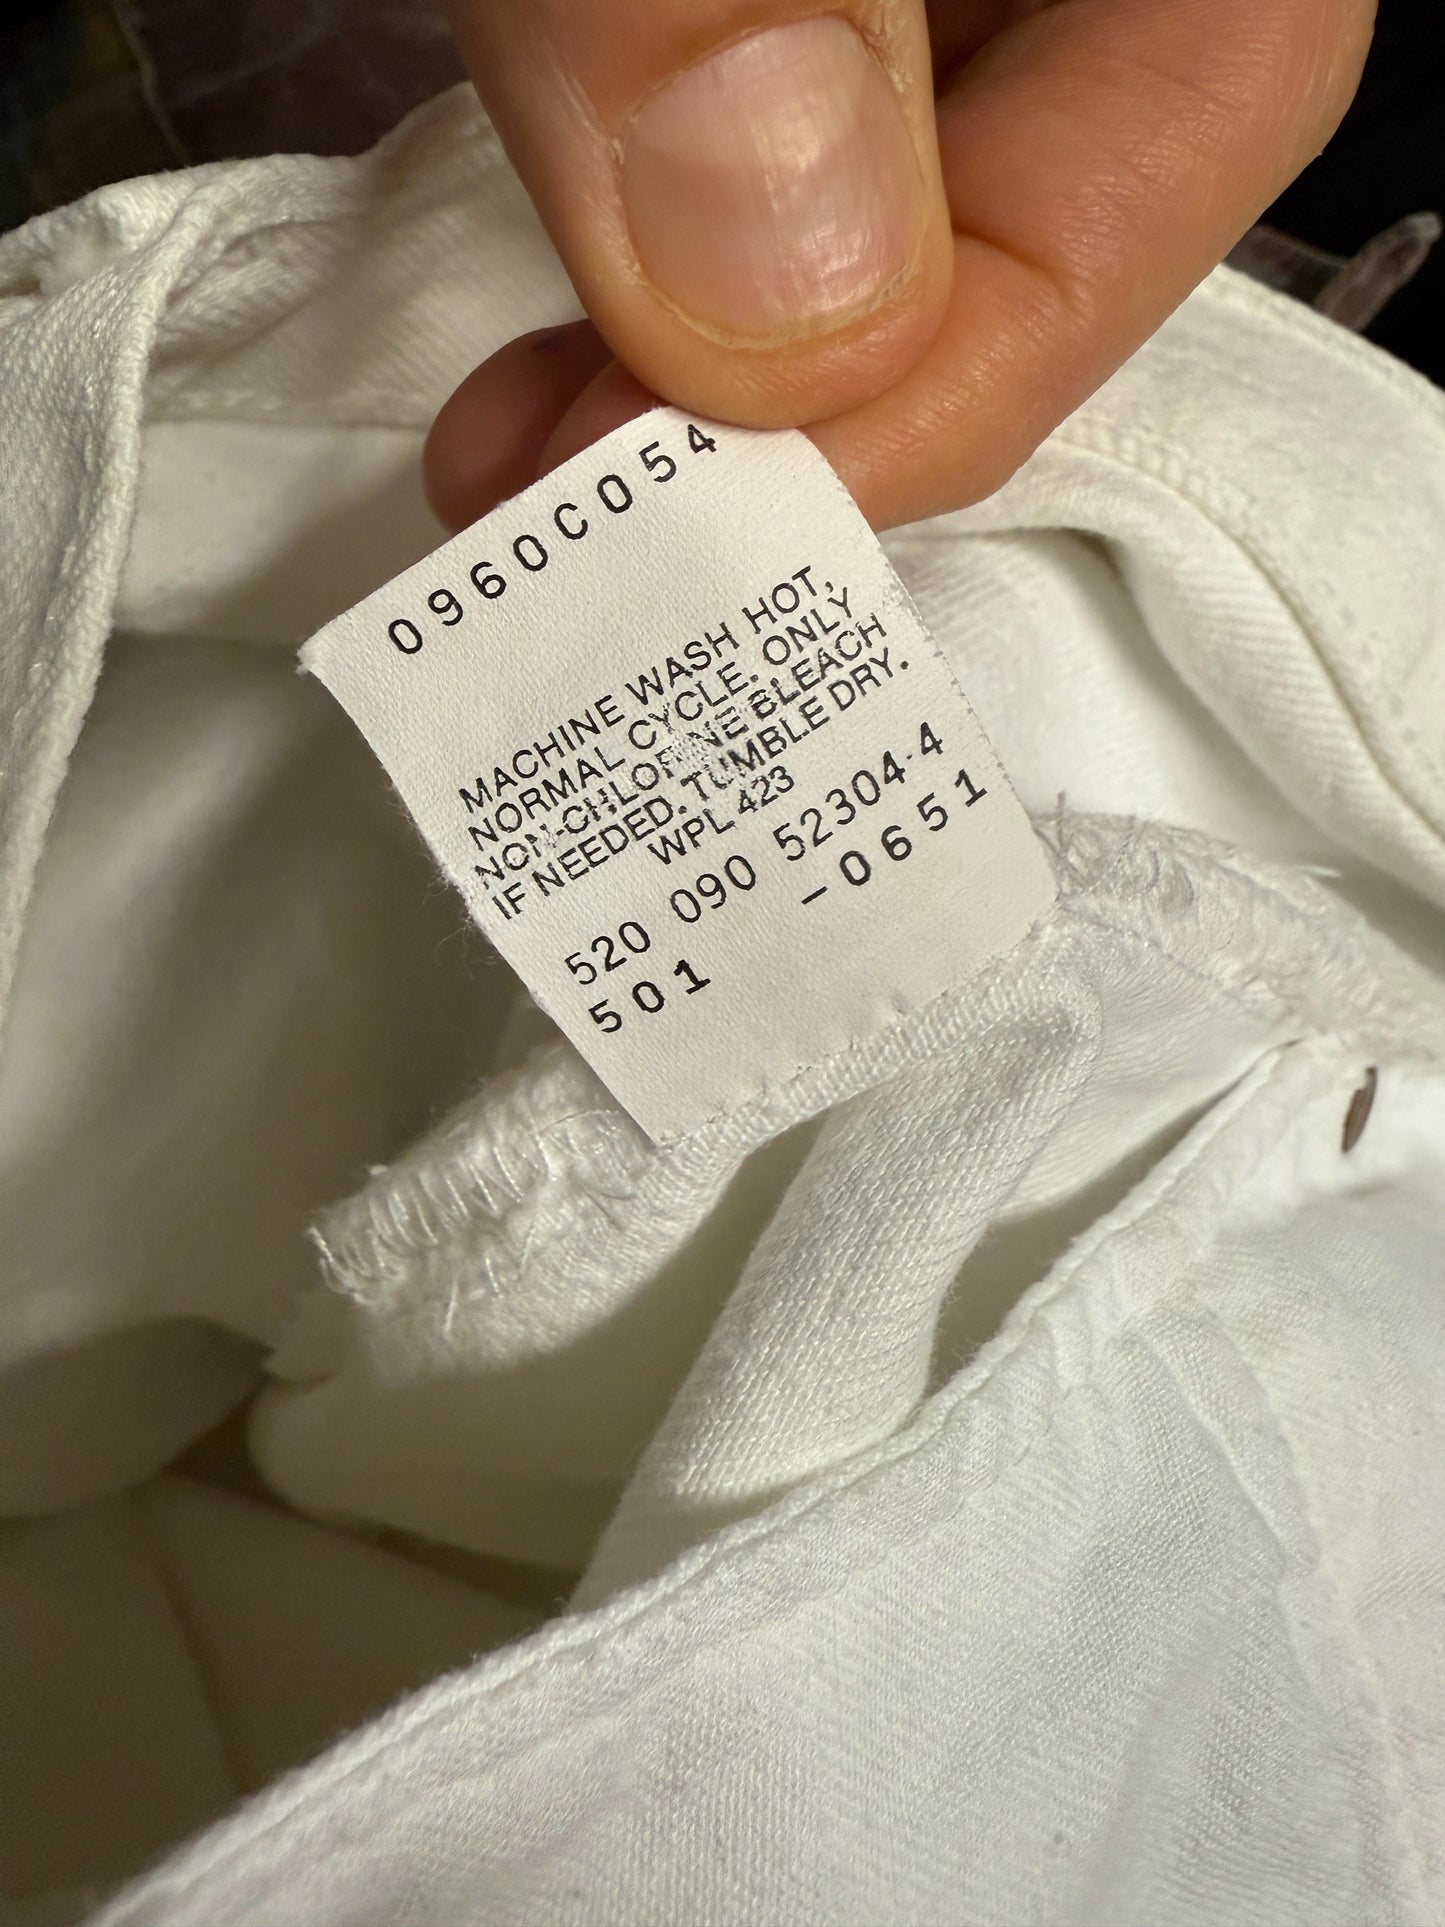 0960C054
MACHINE WASH HOT,
NORMAL CYCLE. ONLY
NON-CHLORINE BLEACH
IF NEEDED. TUMBLE DRY.
WPL 423
520 090 52304-4
501 -0651